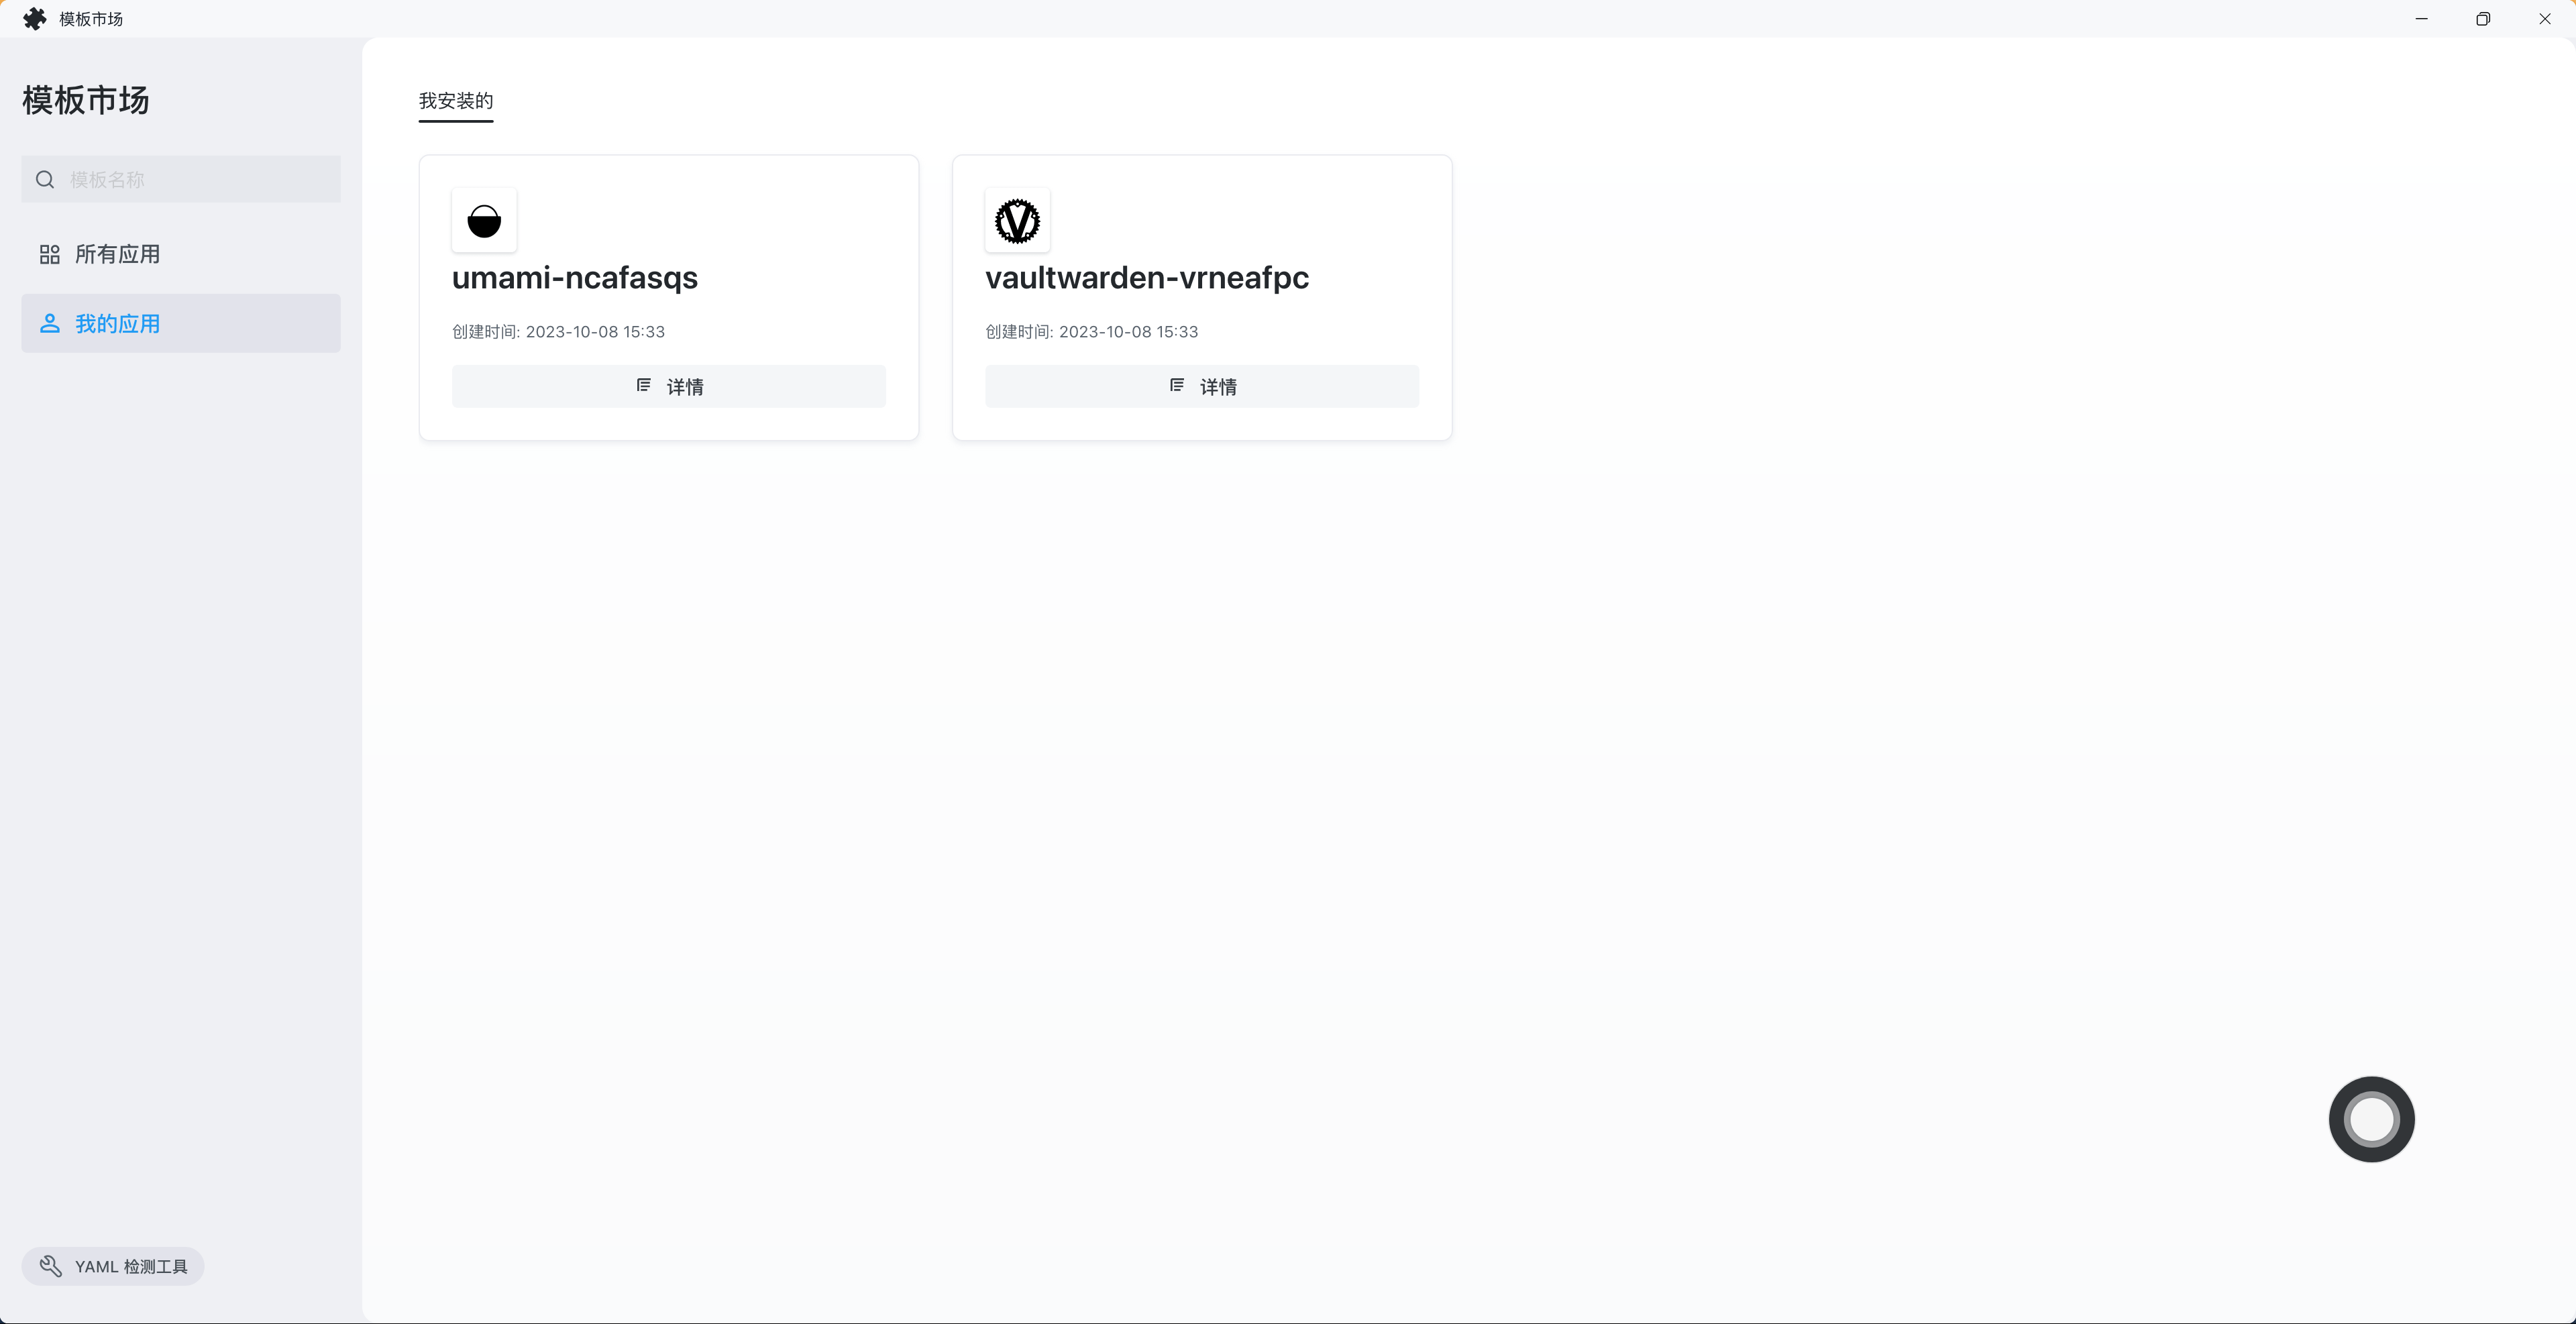 模板市场
模板市场
模板名称
所有应用
我的应用
YAML 检测工具
我安装的
umami-ncafasqs
创建时间: 2023-10-08 15:33
详情
V
vaultwarden-vrneafpc
创建时间: 2023-10-08 15:33
详情